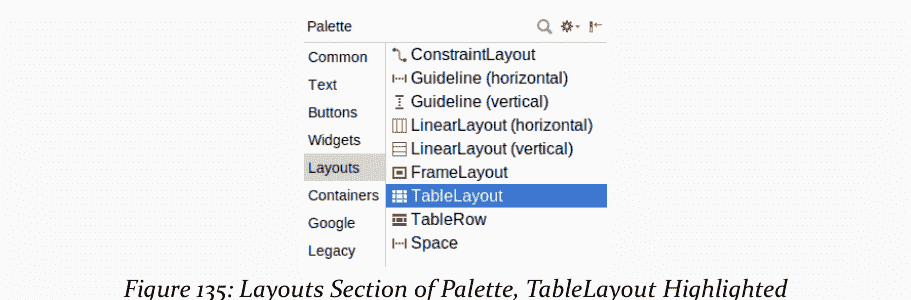 Palette
Common
Text
Buttons
Widgets
Layouts
Containers
Google
Legacy
ConstraintLayout
Guideline (horizontal)
Guideline (vertical)
LinearLayout (horizontal)
LinearLayout (vertical)
FrameLayout
TableLayout
TableRow
Space
Figure 135: Layouts Section of Palette, TableLayout Highlighted